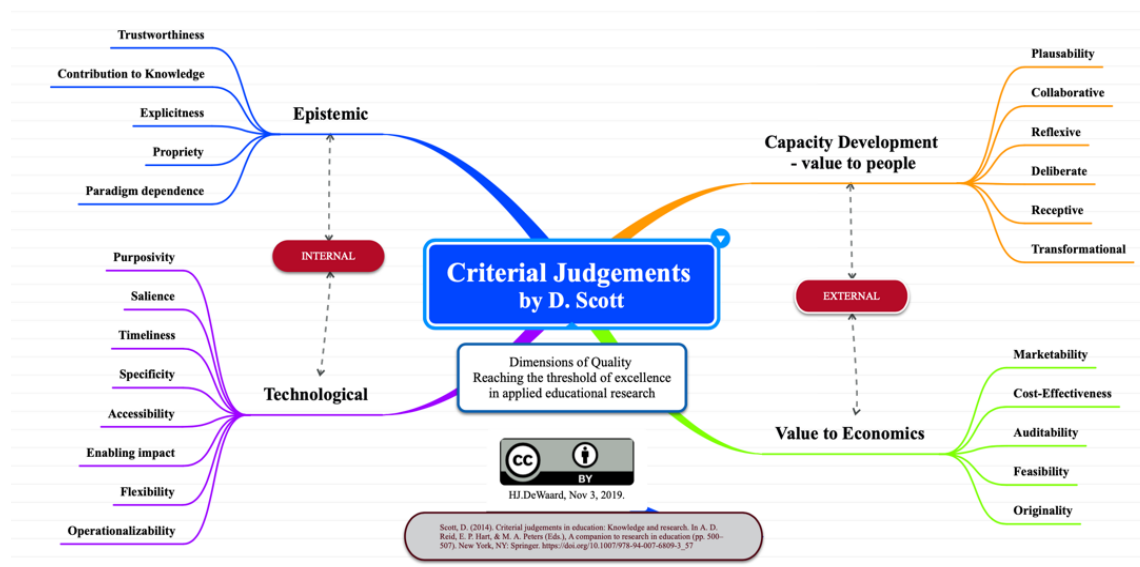 Trustworthiness
Contribution to Knowledge
Explicitness
Propriety
Paradigm dependence
Epistemic
INTERNAL
Purposivity
Salience
Timeliness
Specificity
Accessibility
Enabling impact
Flexibility
Operationalizability
Technological
Criterial Judgements
by D. Scott
Dimensions of Quality
Reaching the threshold of excellence
in applied educational research
Capacity Development
- value to people
Plausability
Collaborative
Reflexive
Deliberate
Receptive
Transformational
EXTERNAL
Value to Economics
Marketability
Cost-Effectiveness
Auditability
Feasibility
Originality
CC
BY
HJ.DeWaard, Nov 3, 2019.
Scott, D. (2014). Criterial judgements in education: Knowledge and research. In A. D.
Reid, E. P. Hart, & M. A. Peters (Eds.), A companion to research in education (pp. 500–
507). New York, NY: Springer. https://doi.org/10.1007/978-94-007-6809-3_57